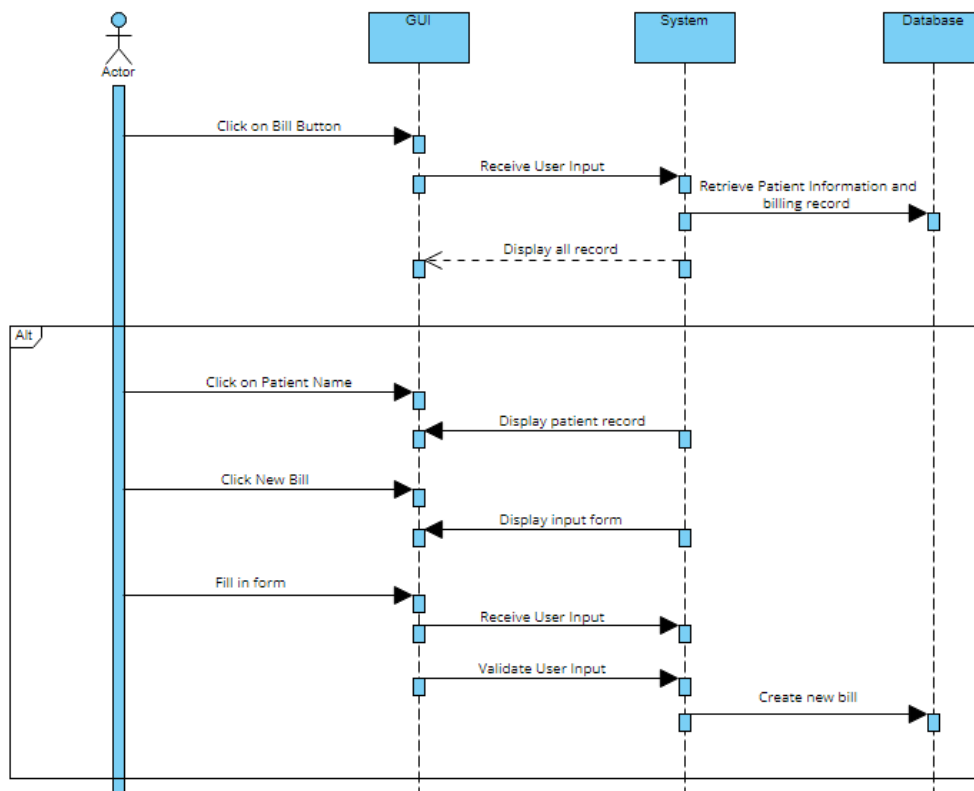 GUI
System
Database
Actor
Click on Bill Button
Receive User Input
Retrieve Patient Information and
billing record
Display all record
Alt
Click on Patient Name
Display patient record
Click New Bill
Display input form
Fill in form
Receive User Input
Validate User Input
Create new bill